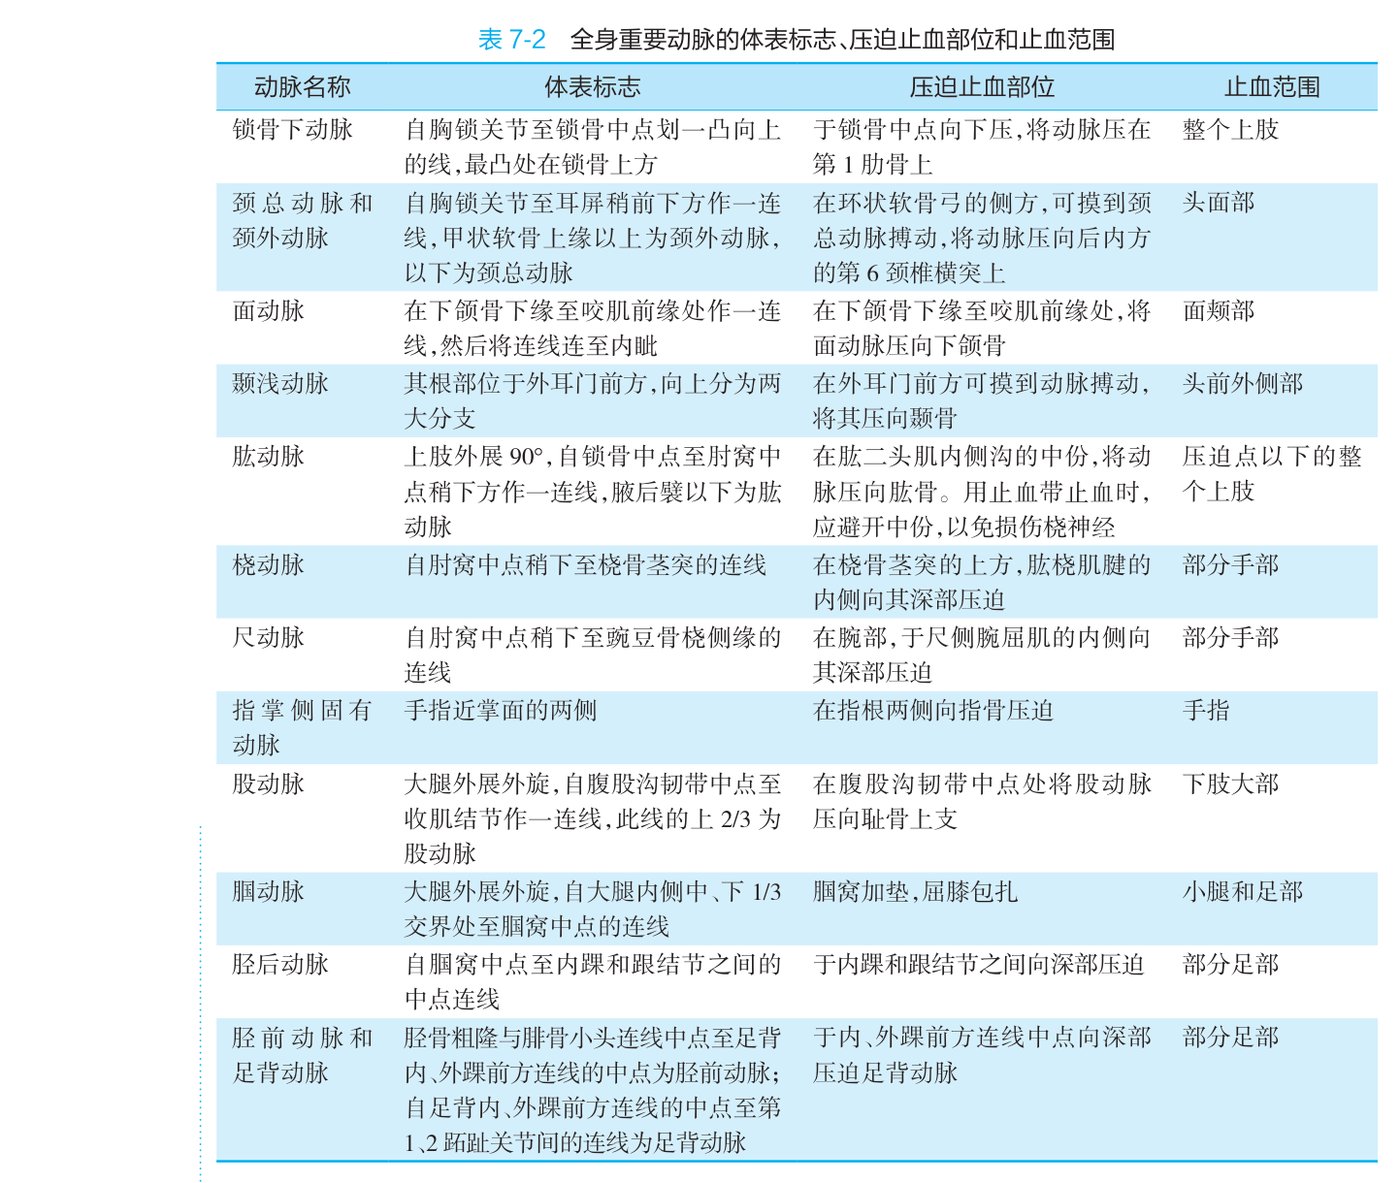 表 7-2 全身重要动脉的体表标志、压迫止血部位和止血范围
动脉名称 体表标志 压迫止血部位 止血范围
锁骨下动脉 自胸锁关节至锁骨中点划一凸向上 于锁骨中点向下压,将动脉压在 整个上肢
的线,最凸处在锁骨上方 第 1 肋骨上
颈总动脉和 自胸锁关节至耳屏稍前下方作一连 在环状软骨弓的侧方,可摸到颈 头面部
颈外动脉 线,甲状软骨上缘以上为颈外动脉, 总动脉搏动,将动脉压向后内方
以下为颈总动脉 的第 6 颈椎横突上
面动脉 在下颌骨下缘至咬肌前缘处作一连 在下颌骨下缘至咬肌前缘处,将 面颊部
线,然后将连线连至内眦 面动脉压向下颌骨
颞浅动脉 其根部位于外耳门前方,向上分为两 在外耳门前方可摸到动脉搏动, 头前外侧部
大分支 将其压向颞骨
肱动脉 上肢外展 90°,自锁骨中点至肘窝中 在肱二头肌内侧沟的中份,将动 压迫点以下的整
点稍下方作一连线,腋后襞以下为肱 脉压向肱骨。用止血带止血时, 个上肢
动脉 应避开中份,以免损伤桡神经
桡动脉 自肘窝中点稍下至桡骨茎突的连线 在桡骨茎突的上方,肱桡肌腱的 部分手部
内侧向其深部压迫
尺动脉 自肘窝中点稍下至豌豆骨桡侧缘的 在腕部,于尺侧腕屈肌的内侧向 部分手部
连线 其深部压迫
指掌侧固有 手指近掌面的两侧 在指根两侧向指骨压迫 手指
动脉
股动脉 大腿外展外旋,自腹股沟韧带中点至 在腹股沟韧带中点处将股动脉 下肢大部
收肌结节作一连线,此线的上 2/3 为 压向耻骨上支
股动脉
腘动脉 大腿外展外旋,自大腿内侧中、下 1/3 腘窝加垫,屈膝包扎 小腿和足部
交界处至腘窝中点的连线
胫后动脉 自腘窝中点至内踝和跟结节之间的 于内踝和跟结节之间向深部压迫 部分足部
中点连线
胫前动脉和 胫骨粗隆与腓骨小头连线中点至足背 于内、外踝前方连线中点向深部 部分足部
足背动脉 内、外踝前方连线的中点为胫前动脉; 压迫足背动脉
自足背内、外踝前方连线的中点至第
1、2 跖趾关节间的连线为足背动脉